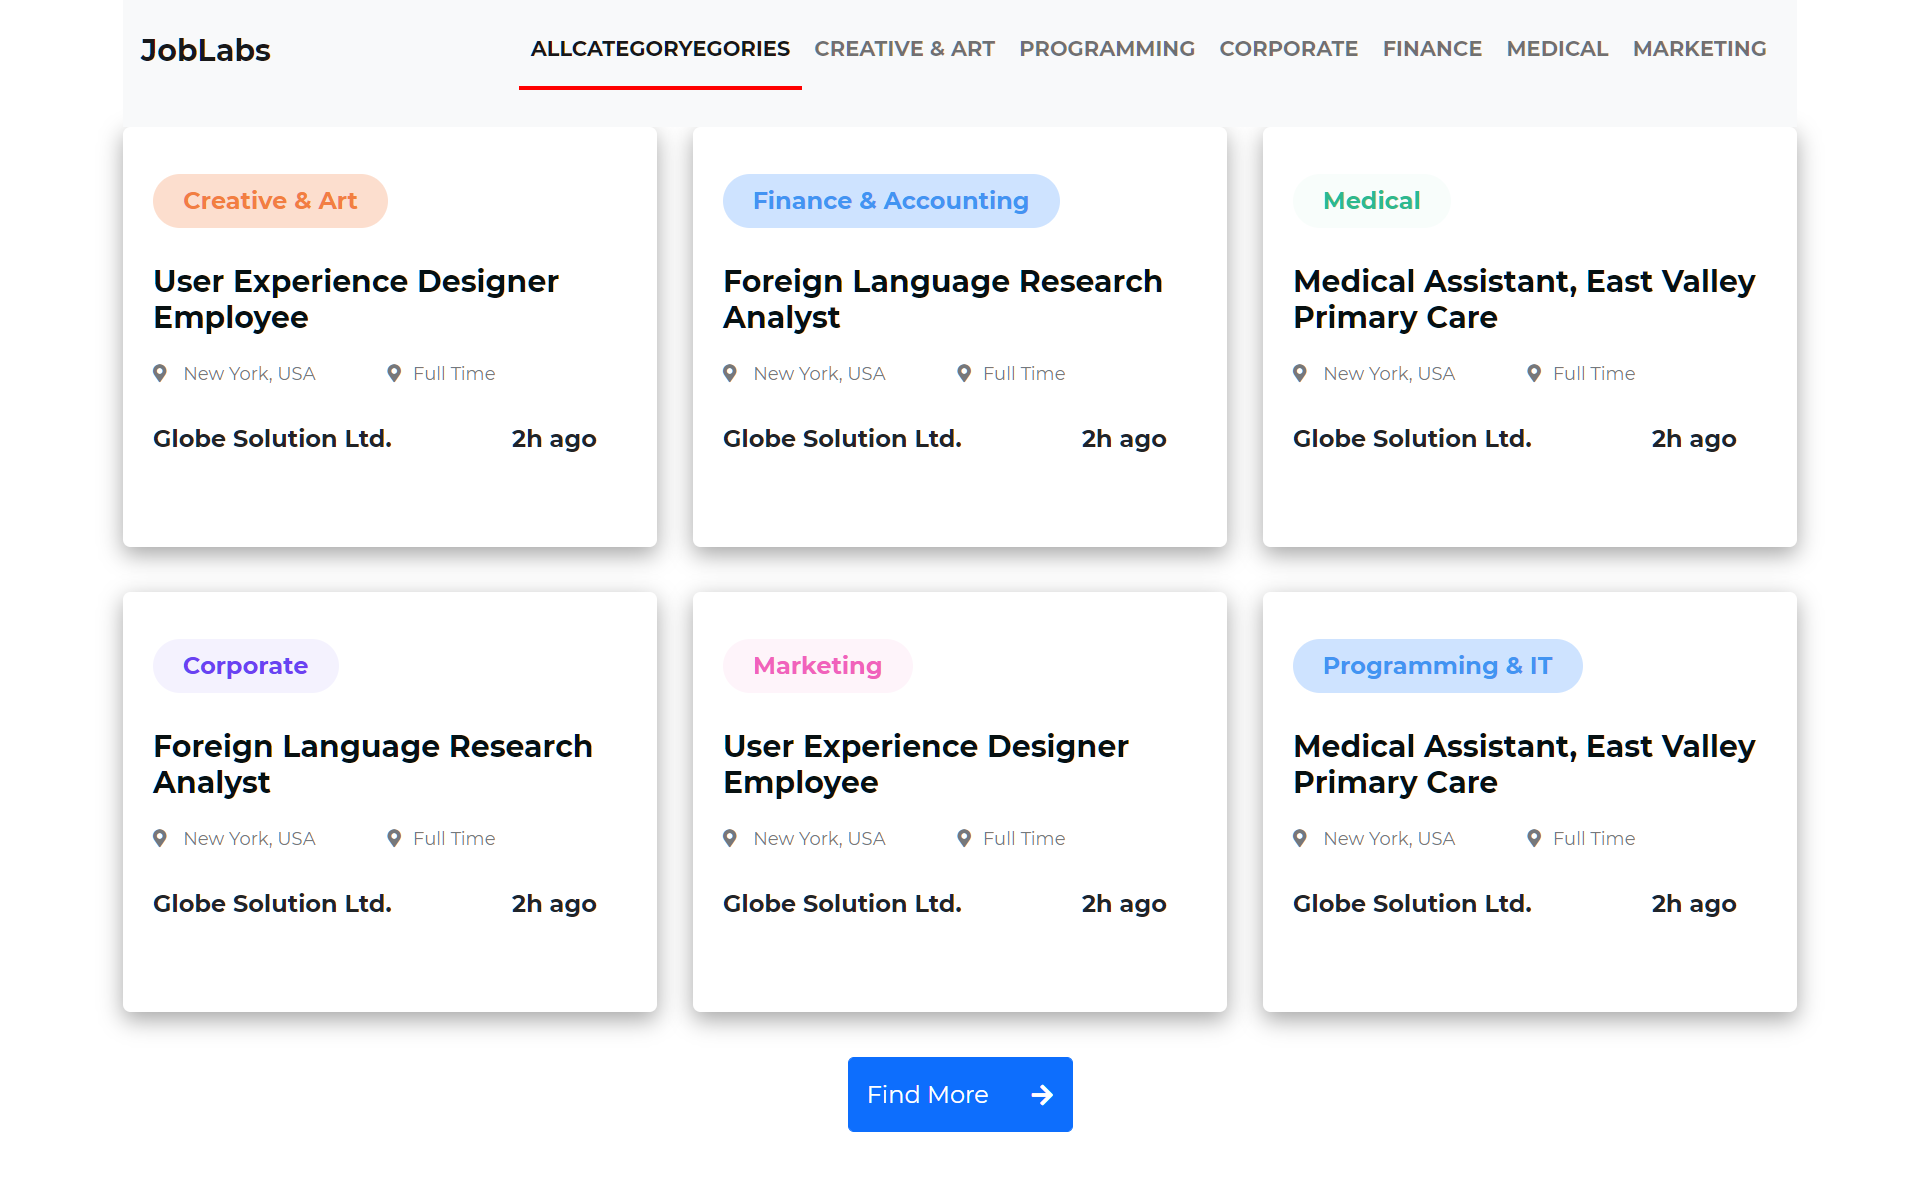 JobLabs
ALLCATEGORYEGORIES CREATIVE & ART PROGRAMMING CORPORATE FINANCE MEDICAL MARKETING
Creative & Art
User Experience Designer
Employee
New York, USA Full Time
Globe Solution Ltd. 2h ago
Finance & Accounting
Foreign Language Research
Analyst
New York, USA Full Time
Globe Solution Ltd. 2h ago
Medical
Medical Assistant, East Valley
Primary Care
New York, USA Full Time
Globe Solution Ltd. 2h ago
Corporate
Foreign Language Research
Analyst
New York, USA Full Time
Globe Solution Ltd. 2h ago
Marketing
User Experience Designer
Employee
New York, USA Full Time
Globe Solution Ltd. 2h ago
Programming & IT
Medical Assistant, East Valley
Primary Care
New York, USA Full Time
Globe Solution Ltd. 2h ago
Find More